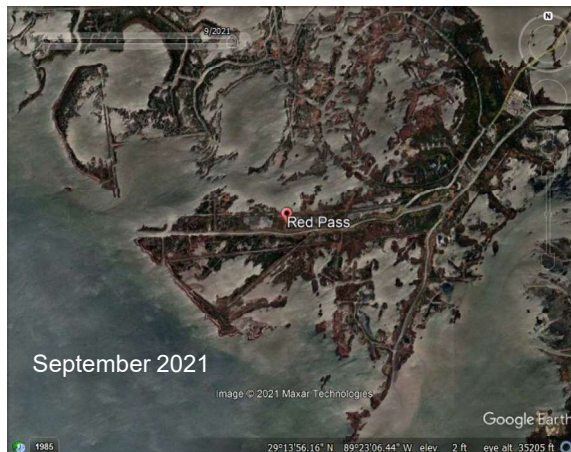 9/2021
N
Red Pass
September 2021
Image © 2021 Maxar Technologies
Google Earth
1985
29°13'56.16" N 89°23'06.44" W elev 2 ft eye alt 35205 ft